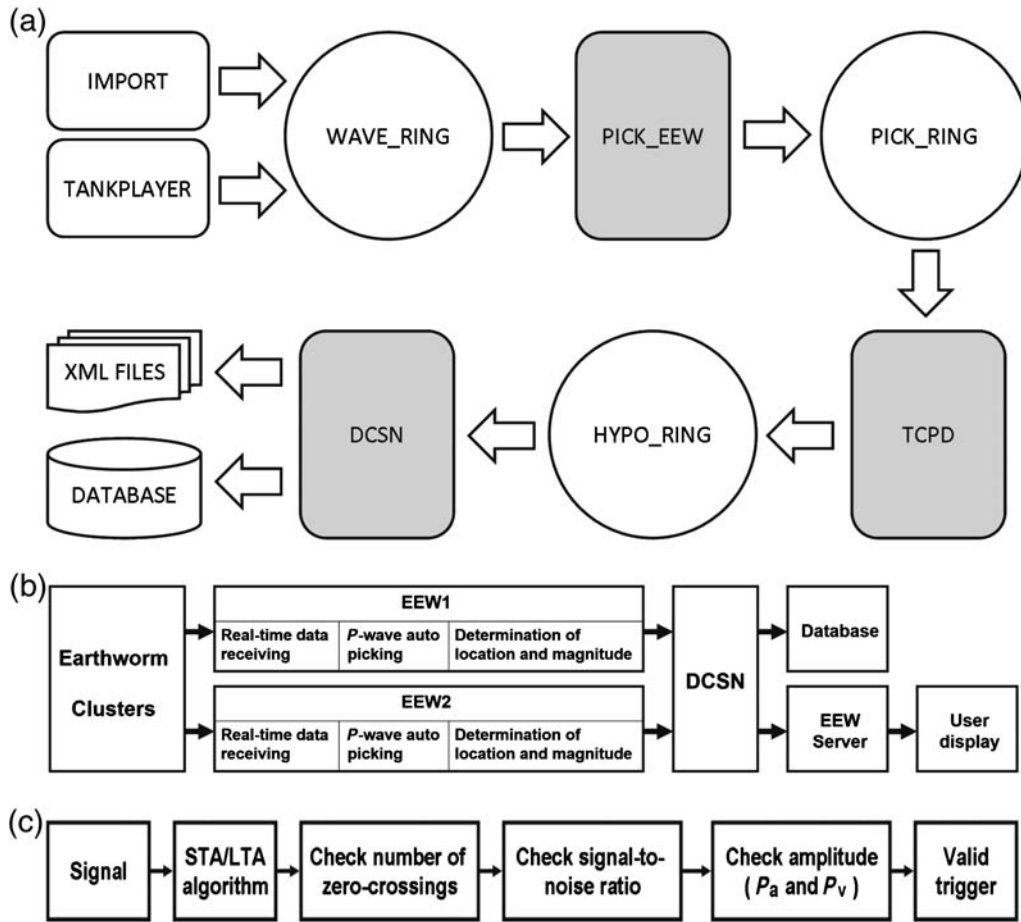 (a)
IMPORT
TANKPLAYER
WAVE_RING
PICK_EEW
PICK_RING
XML FILES
DATABASE
DCSN
HYPO_RING
TCPD
(b)
Earthworm
Clusters
EEW1
Real-time data
receiving
P-wave auto
picking
Determination of
location and magnitude
EEW2
Real-time data
receiving
P-wave auto
picking
Determination of
location and magnitude
DCSN
Database
EEW
Server
User
display
(c)
Signal
STA/LTA
algorithm
Check number of
zero-crossings
Check signal-to-
noise ratio
Check amplitude
( Pa and Pv )
Valid
trigger